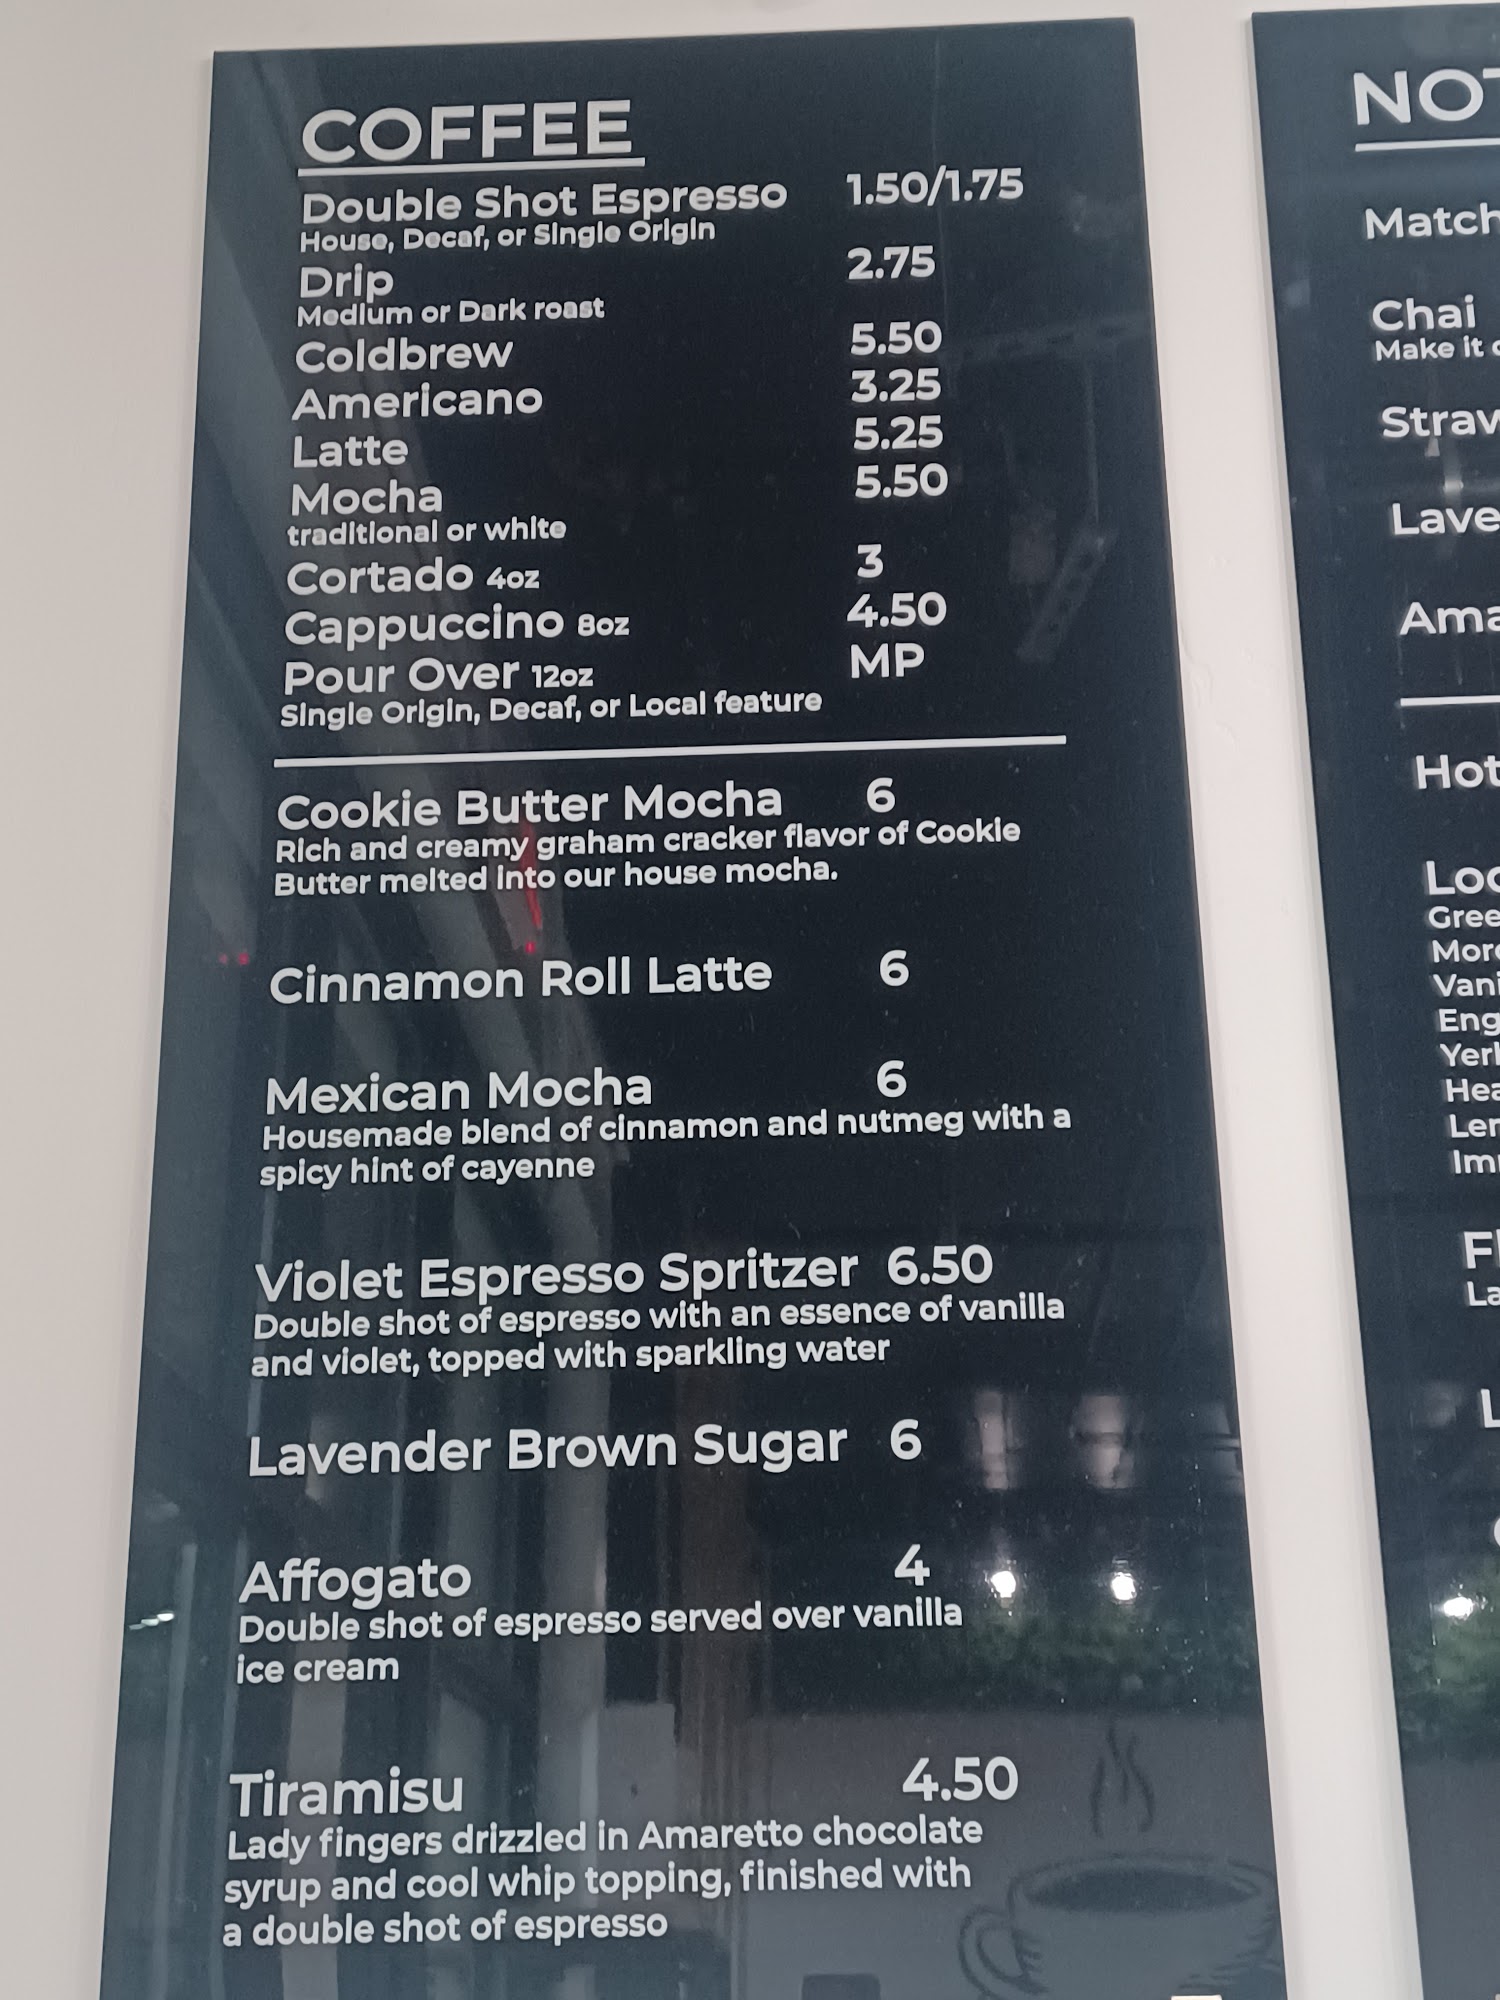 COFFEE
Double Shot Espresso 1.50/1.75
House, Decaf, or Single Origin
Drip 2.75
Medium or Dark roast
Coldbrew 5.50
Americano 3.25
Latte 5.25
Mocha 5.50
traditional or white
Cortado 4oz 3
Cappuccino 8oz 4.50
Pour Over 12oz MP
Single Origin, Decaf, or Local feature
Cookie Butter Mocha 6
Rich and creamy graham cracker flavor of Cookie
Butter melted into our house mocha.
Cinnamon Roll Latte 6
Mexican Mocha 6
Housemade blend of cinnamon and nutmeg with a
spicy hint of cayenne
Violet Espresso Spritzer 6.50
Double shot of espresso with an essence of vanilla
and violet, topped with sparkling water
Lavender Brown Sugar 6
Affogato 4
Double shot of espresso served over vanilla
ice cream
Tiramisu 4.50
Lady fingers drizzled in Amaretto chocolate
syrup and cool whip topping, finished with
a double shot of espresso
Chai
Make it